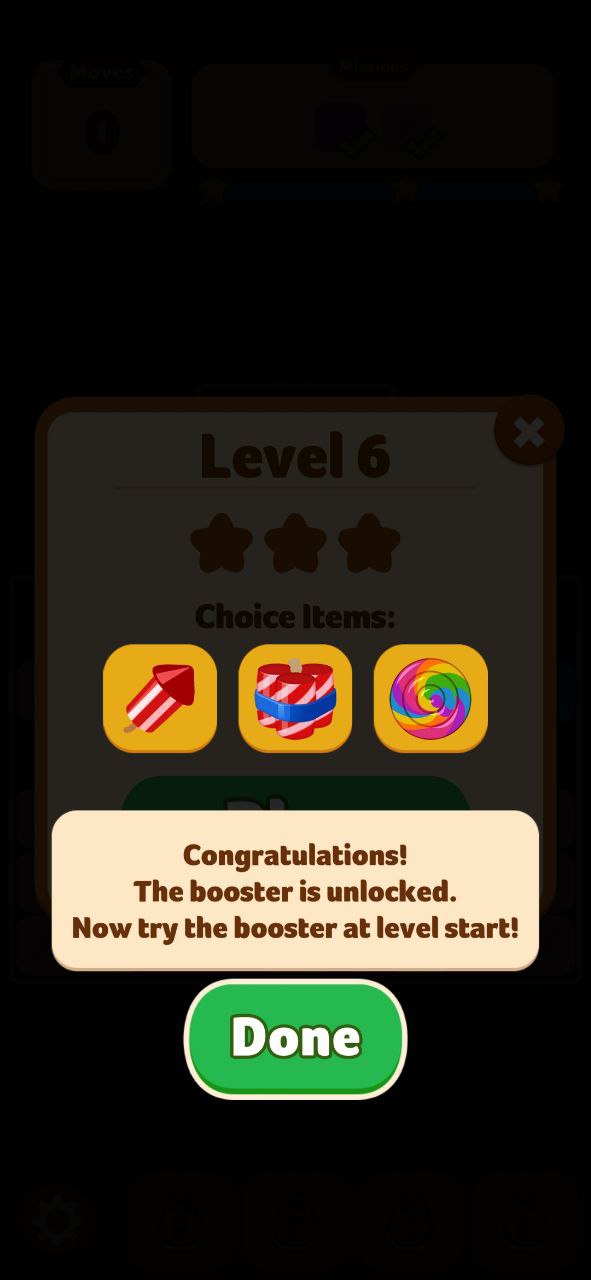 Moves
Missions
0
Level 6
Choice Items:
Congratulations!
The booster is unlocked.
Now try the booster at level start!
Done